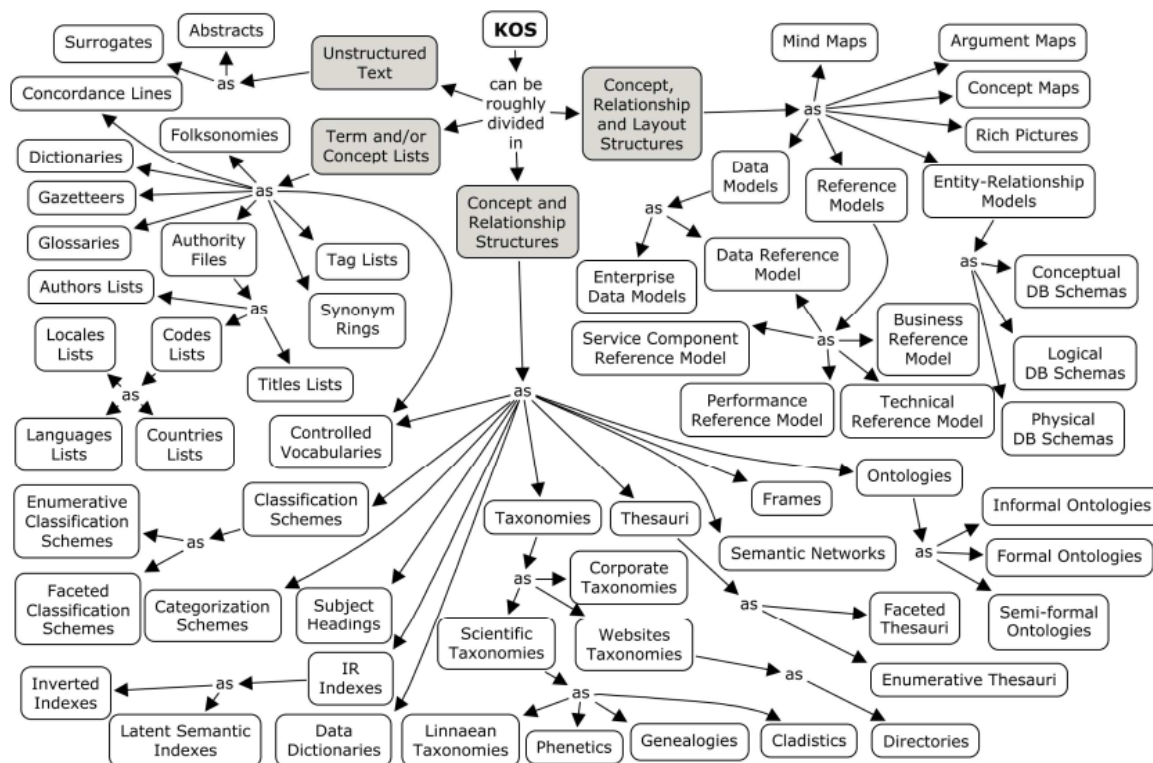 KOS
can be
roughly
divided
in
Unstructured
Text
as
Surrogates
Abstracts
Term and/or
Concept Lists
as
Concordance Lines
Folksonomies
Dictionaries
Gazetteers
Glossaries
Authority
Files
Tag Lists
Synonym
Rings
as
Authors Lists
Codes
Lists
Titles Lists
as
Locales
Lists
Languages
Lists
Countries
Lists
Concept,
Relationship
and Layout
Structures
as
Mind Maps
Argument Maps
Concept Maps
Rich Pictures
Data
Models
Reference
Models
Entity-Relationship
Models
as
Enterprise
Data Models
Data Reference
Model
as
Service Component
Reference Model
Business
Reference
Model
Performance
Reference Model
Technical
Reference Model
as
Conceptual
DB Schemas
Logical
DB Schemas
Physical
DB Schemas
Concept and
Relationship
Structures
as
Controlled
Vocabularies
Classification
Schemes
as
Enumerative
Classification
Schemes
Faceted
Classification
Schemes
Categorization
Schemes
Subject
Headings
IR
Indexes
as
Inverted
Indexes
Latent Semantic
Indexes
Data
Dictionaries
Taxonomies
as
Corporate
Taxonomies
Scientific
Taxonomies
Websites
Taxonomies
as
Linnaean
Taxonomies
Phenetics
Genealogies
Cladistics
as
Directories
Thesauri
as
Faceted
Thesauri
Enumerative Thesauri
Semantic Networks
Frames
Ontologies
as
Informal Ontologies
Formal Ontologies
Semi-formal
Ontologies